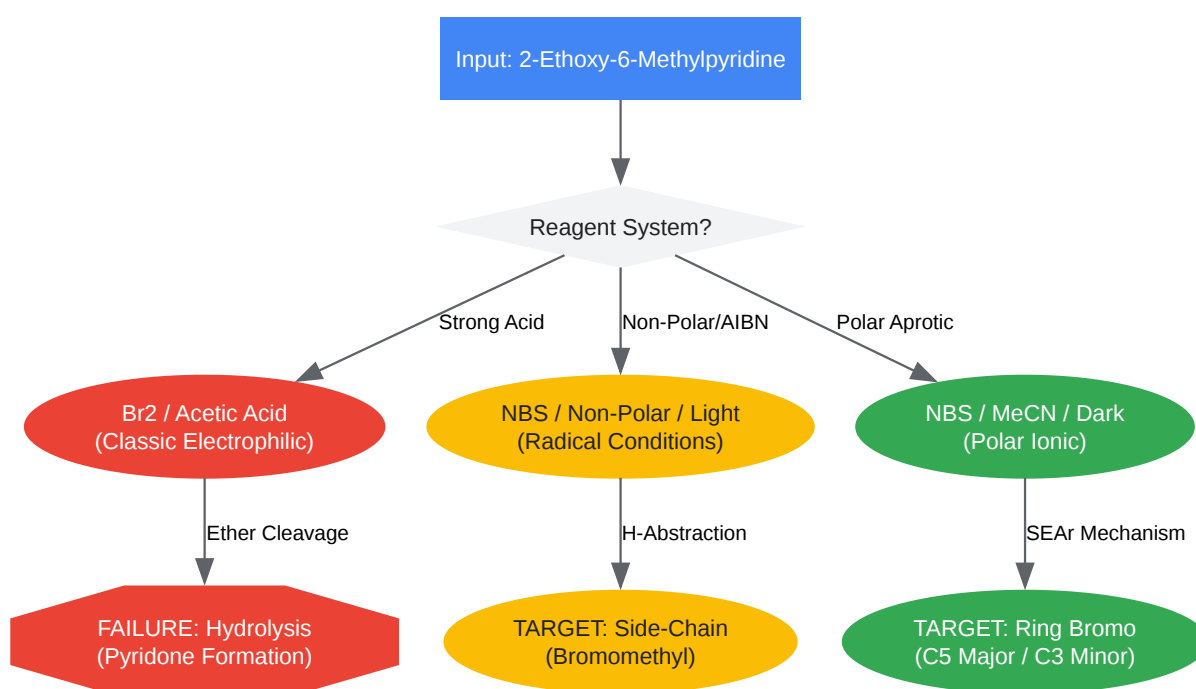 Input: 2-Ethoxy-6-Methylpyridine
Reagent System?
Strong Acid
Non-Polar/AIBN
Polar Aprotic
Br2 / Acetic Acid
(Classic Electrophilic)
NBS / Non-Polar / Light
(Radical Conditions)
NBS / MeCN / Dark
(Polar Ionic)
Ether Cleavage
H-Abstraction
SEAr Mechanism
FAILURE: Hydrolysis
(Pyridone Formation)
TARGET: Side-Chain
(Bromomethyl)
TARGET: Ring Bromo
(C5 Major / C3 Minor)